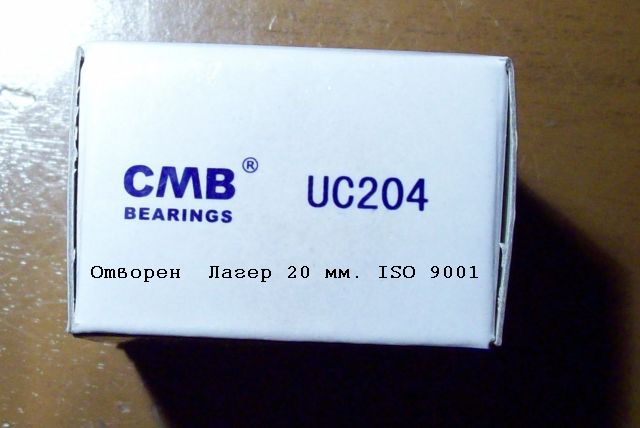 CMB® UC204
BEARINGS
Отворен Лагер 20 мм. ISO 9001